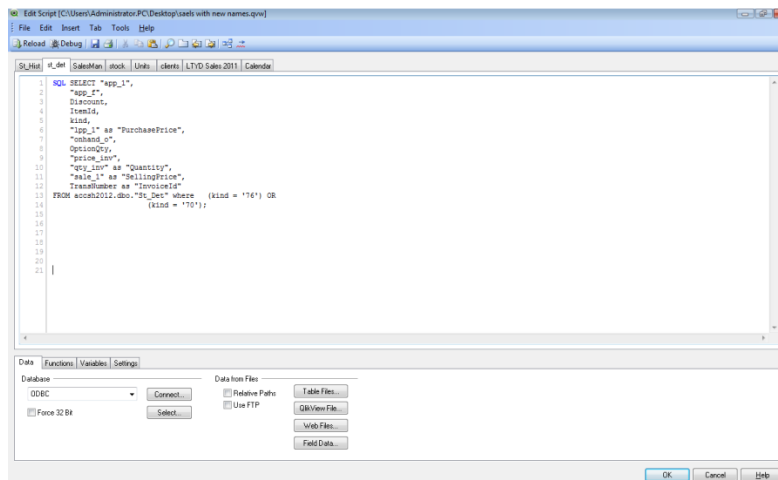 Edit Script [C:\Users\Administrator.PC\Desktop\saels with new names.qvw]
File Edit Insert Tab Tools Help
Reload Debug
St_Hist st_det SalesMan stock Units clients LTYD Sales 2011 Calendar
1 SQL SELECT "app_1",
2 "app_f",
3 Discount,
4 ItemId,
5 kind,
6 "lpp_1" as "PurchasePrice",
7 "onhand_o",
8 OptionQty,
9 "price_inv",
10 "qty_inv" as "Quantity",
11 "sale_1" as "SellingPrice",
12 TransNumber as "InvoiceId"
13 FROM accsh2012.dbo."St_Det" where (kind = '76') OR
14 (kind = '70');
15
16
17
18
19
20
21
Data Functions Variables Settings
Database Data from Files
ODBC Connect... Relative Paths Table Files...
Force 32 Bit Select... Use FTP QlikView File...
Web Files...
Field Data...
OK Cancel Help